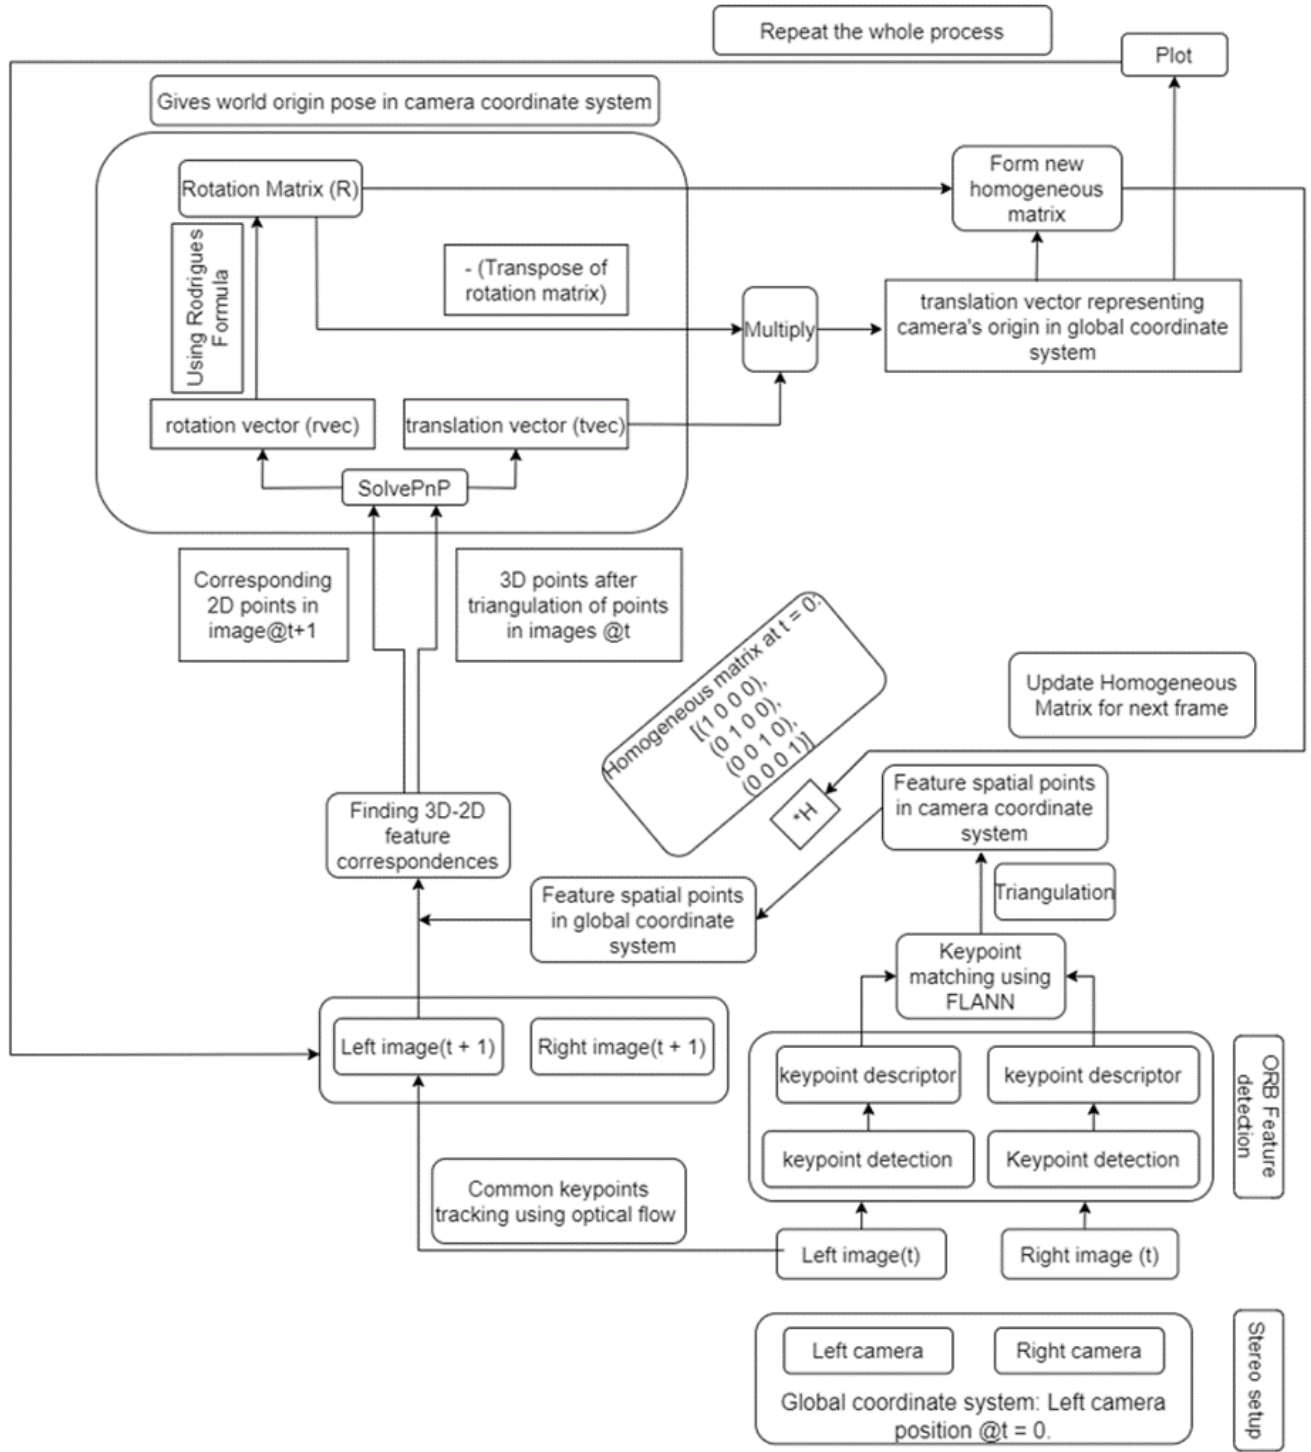 Repeat the whole process
Plot
Gives world origin pose in camera coordinate system
Rotation Matrix (R)
Form new
homogeneous
matrix
Using Rodrigues
Formula
- (Transpose of
rotation matrix)
Multiply
translation vector representing
camera's origin in global coordinate
system
rotation vector (rvec)
translation vector (tvec)
SolvePnP
Corresponding
2D points in
image@t+1
3D points after
triangulation of points
in images @t
Homogeneous matrix at t = 0:
[(1 0 0 0),
(0 1 0 0),
(0 0 1 0),
(0 0 0 1)]
Update Homogeneous
Matrix for next frame
*H
Feature spatial points
in camera coordinate
system
Finding 3D-2D
feature
correspondences
Feature spatial points
in global coordinate
system
Triangulation
Keypoint
matching using
FLANN
Left image(t + 1)
Right image(t + 1)
keypoint descriptor
keypoint descriptor
ORB Feature
detection
keypoint detection
Keypoint detection
Common keypoints
tracking using optical flow
Left image(t)
Right image (t)
Left camera
Right camera
Global coordinate system: Left camera
position @t = 0.
Stereo setup